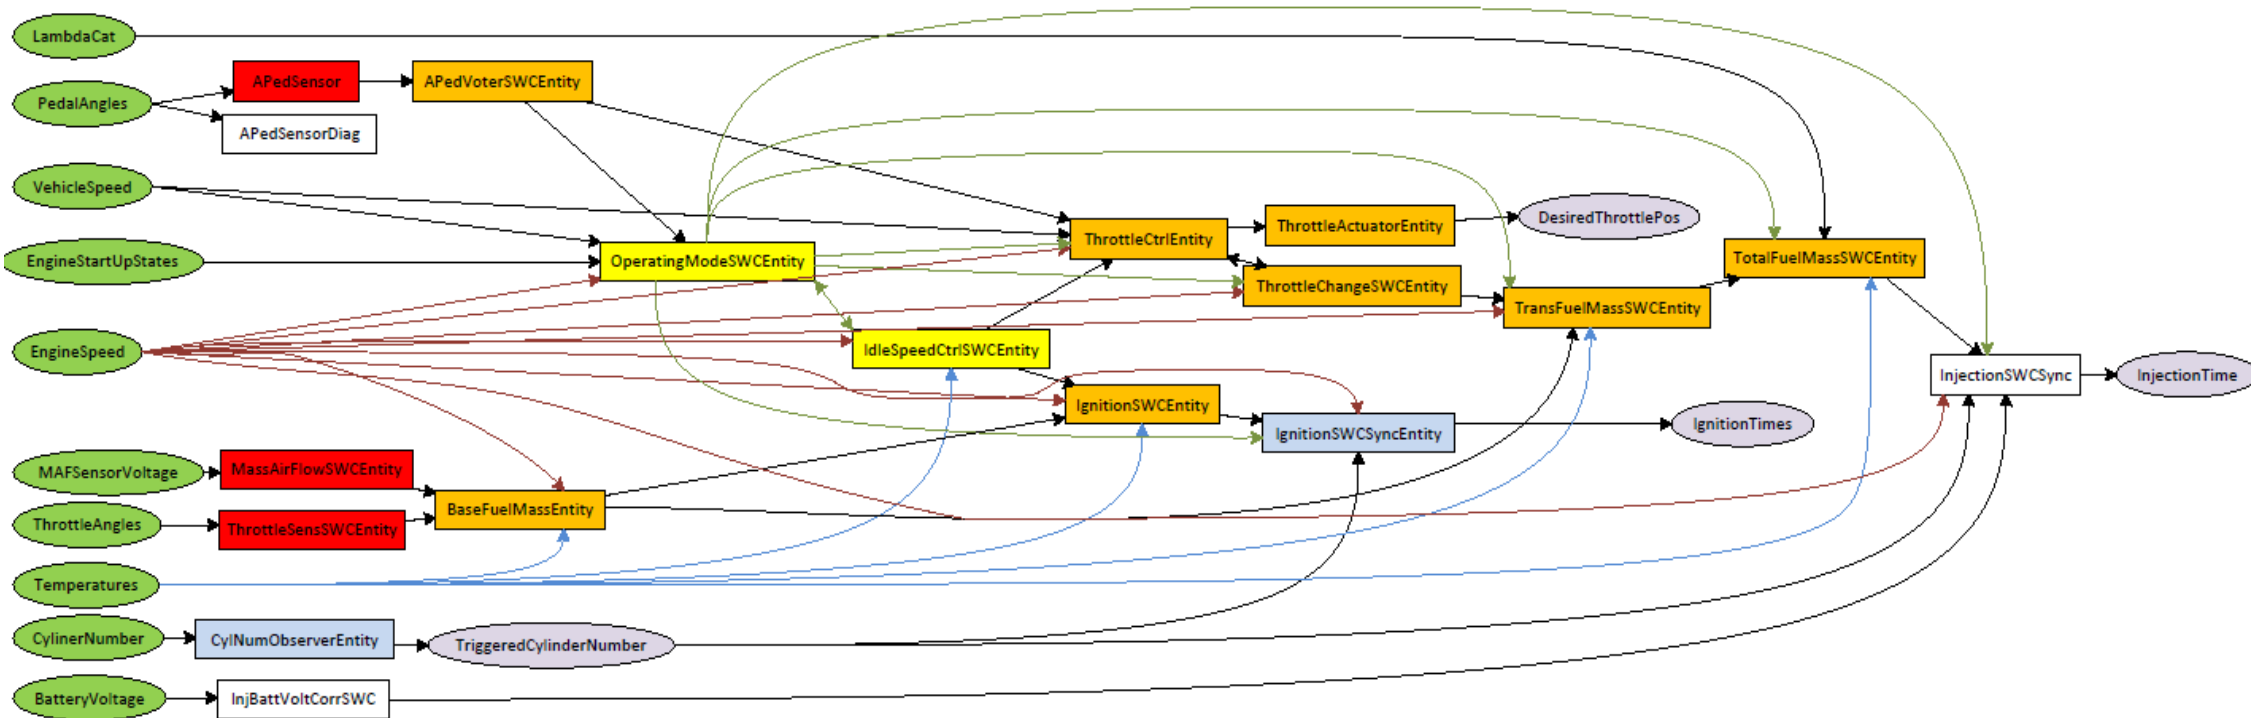 LambdaCat
APedSensor
APedVoterSWCEntity
PedalAngles
APedSensorDiag
VehicleSpeed
ThrottleCtrlEntity
ThrottleActuatorEntity
DesiredThrottlePos
EngineStartUpStates
OperatingModeSWCEntity
TotalFuelMassSWCEntity
ThrottleChangeSWCEntity
TransFuelMassSWCEntity
EngineSpeed
IdleSpeedCtrlSWCEntity
InjectionSWCSync
InjectionTime
IgnitionSWCEntity
IgnitionSWCSyncEntity
IgnitionTimes
MAFSensorVoltage
MassAirFlowSWCEntity
BaseFuelMassEntity
ThrottleAngles
ThrottleSensSWCEntity
Temperatures
CylinerNumber
CylNumObserverEntity
TriggeredCylinderNumber
BatteryVoltage
InjBattVoltCorrSWC